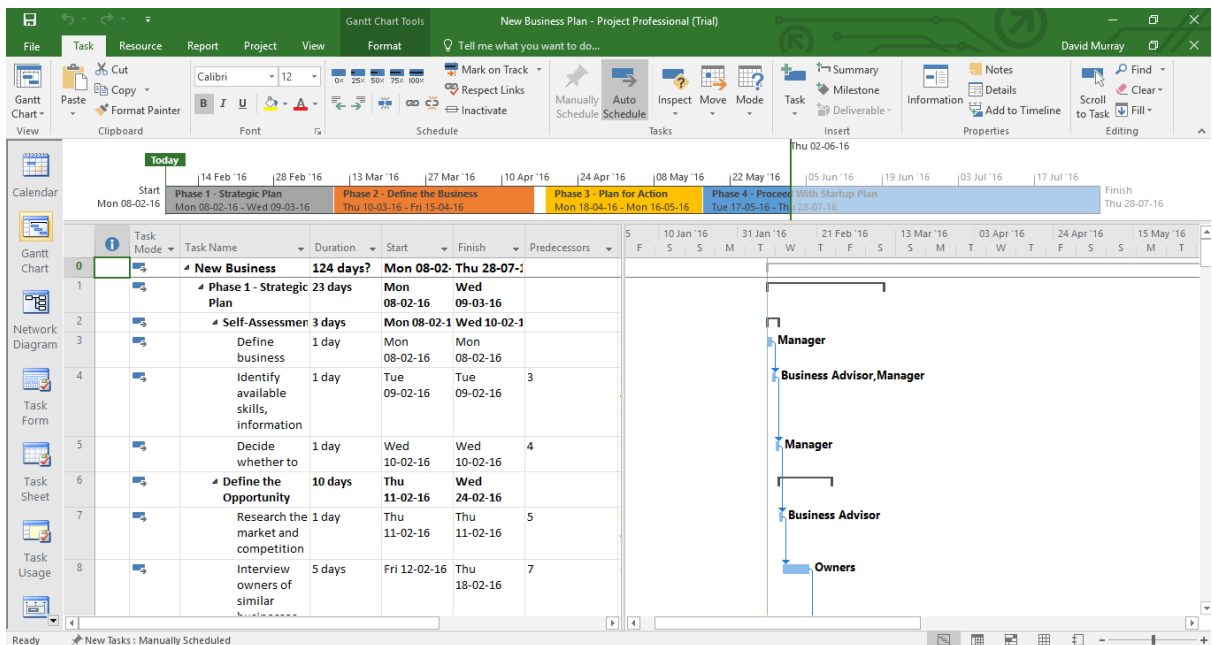 Gantt Chart Tools
New Business Plan - Project Professional (Trial)
File Task Resource Report Project View Format Tell me what you want to do... David Murray
Gantt Chart
View
Paste
Cut
Copy
Format Painter
Clipboard
Calibri 12
B I U A
Font
0% 25% 50% 75% 100%
Mark on Track
Respect Links
Inactivate
Schedule
Manually Schedule
Auto Schedule
Inspect Move Mode
Tasks
Task
Summary
Milestone
Deliverable
Insert
Information
Notes
Details
Add to Timeline
Properties
Scroll to Task
Find
Clear
Fill
Editing
Thu 02-06-16
Today
14 Feb '16 28 Feb '16 13 Mar '16 27 Mar '16 10 Apr '16 24 Apr '16 08 May '16 22 May '16 05 Jun '16 19 Jun '16 03 Jul '16 17 Jul '16
Start
Mon 08-02-16
Phase 1 - Strategic Plan
Mon 08-02-16 - Wed 09-03-16
Phase 2 - Define the Business
Thu 10-03-16 - Fri 15-04-16
Phase 3 - Plan for Action
Mon 18-04-16 - Mon 16-05-16
Phase 4 - Proceed With Startup Plan
Tue 17-05-16 - Thu 28-07-16
Finish
Thu 28-07-16
Calendar
Gantt Chart
Network Diagram
Task Form
Task Sheet
Task Usage
Task Mode Task Name Duration Start Finish Predecessors
0 New Business 124 days? Mon 08-02- Thu 28-07-1
1 Phase 1 - Strategic Plan 23 days Mon 08-02-16 Wed 09-03-16
2 Self-Assessmen 3 days Mon 08-02-1 Wed 10-02-1
3 Define business 1 day Mon 08-02-16 Mon 08-02-16
4 Identify available skills, information 1 day Tue 09-02-16 Tue 09-02-16 3
5 Decide whether to 1 day Wed 10-02-16 Wed 10-02-16 4
6 Define the Opportunity 10 days Thu 11-02-16 Wed 24-02-16
7 Research the market and competition 1 day Thu 11-02-16 Thu 11-02-16 5
8 Interview owners of similar 5 days Fri 12-02-16 Thu 18-02-16 7
5 10 Jan '16 31 Jan '16 21 Feb '16 13 Mar '16 03 Apr '16 24 Apr '16 15 May '16
F S S M T W T F S S M T W T F S S M T
Manager
Business Advisor,Manager
Manager
Business Advisor
Owners
Ready New Tasks : Manually Scheduled